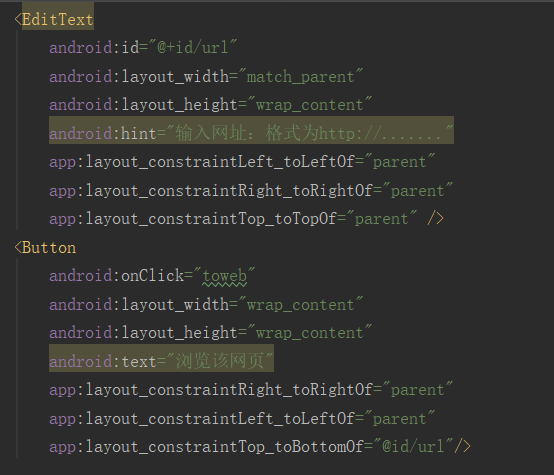 <EditText
android:id="@+id/url"
android:layout_width="match_parent"
android:layout_height="wrap_content"
android:hint="输入网址：格式为http://......."
app:layout_constraintLeft_toLeftOf="parent"
app:layout_constraintRight_toRightOf="parent"
app:layout_constraintTop_toTopOf="parent" />
<Button
android:onClick="toweb"
android:layout_width="wrap_content"
android:layout_height="wrap_content"
android:text="浏览该网页"
app:layout_constraintRight_toRightOf="parent"
app:layout_constraintLeft_toLeftOf="parent"
app:layout_constraintTop_toBottomOf="@id/url"/>